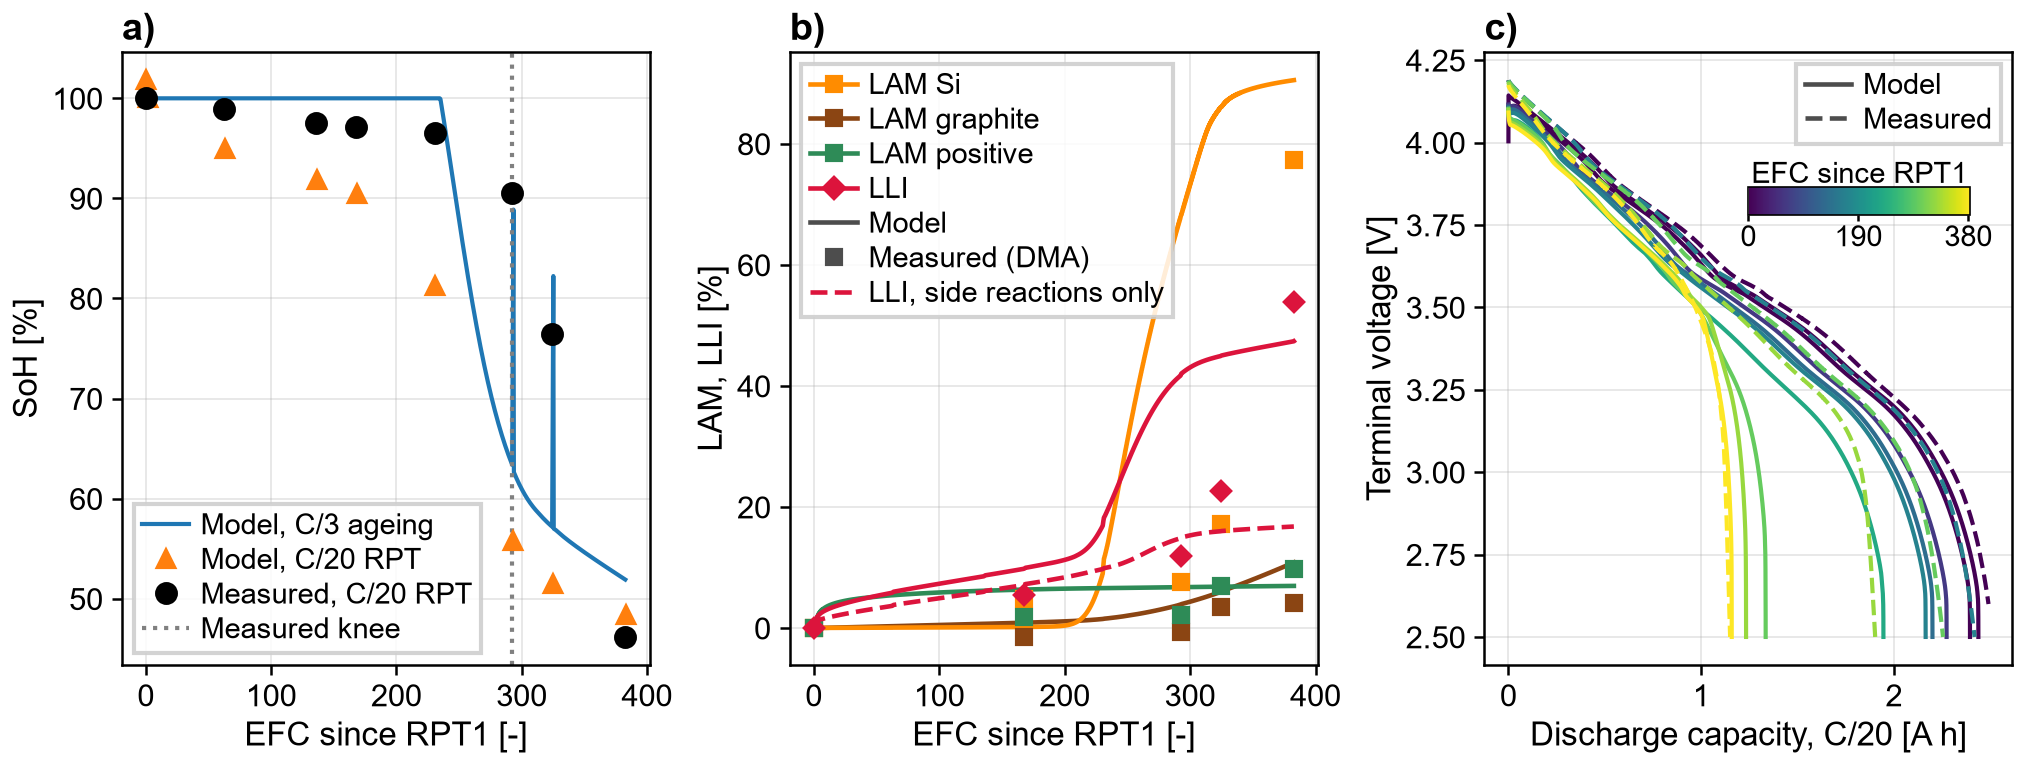 a)
SoH [%]
100
90
80
70
60
50
Model, C/3 ageing
Model, C/20 RPT
Measured, C/20 RPT
Measured knee
0 100 200 300 400
EFC since RPT1 [-]
b)
LAM, LLI [%]
80
60
40
20
0
LAM Si
LAM graphite
LAM positive
LLI
Model
Measured (DMA)
LLI, side reactions only
0 100 200 300 400
EFC since RPT1 [-]
c)
Terminal voltage [V]
4.25
4.00
3.75
3.50
3.25
3.00
2.75
2.50
Model
Measured
EFC since RPT1
0 190 380
0 1 2
Discharge capacity, C/20 [A h]